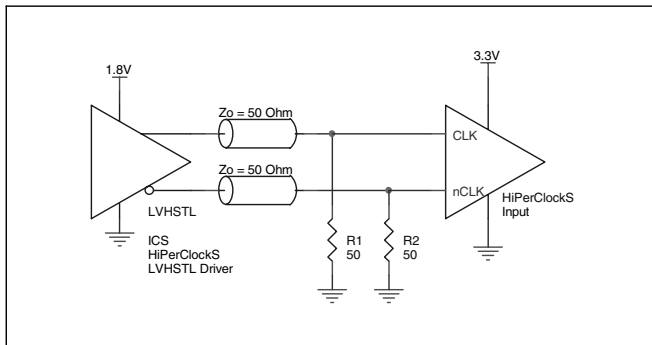 1.8V
3.3V
Zo = 50 Ohm
CLK
Zo = 50 Ohm
nCLK
HiPerClockS
Input
LVHSTL
ICS
HiPerClockS
LVHSTL Driver
R1
50
R2
50